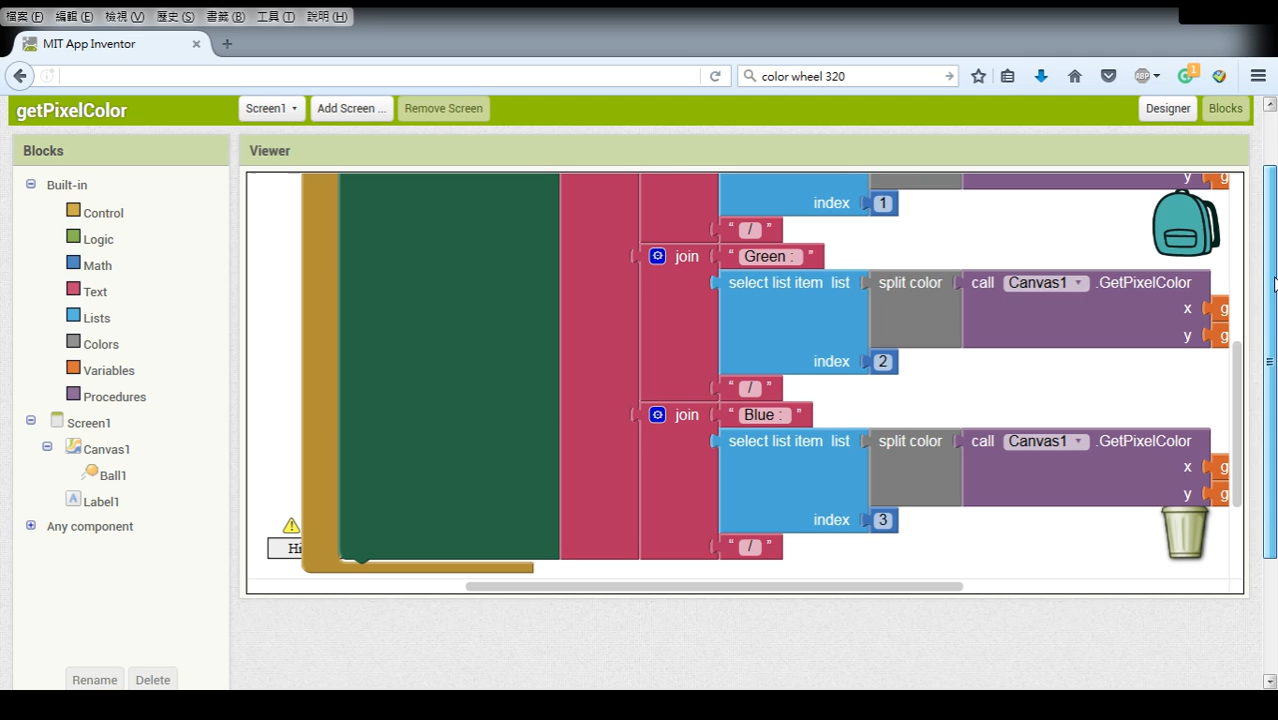 檔案 (F) 編輯 (E) 檢視 (V) 歷史 (S) 書籤 (B) 工具 (T) 說明 (H)
MIT App Inventor
color wheel 320
ABP
1
getPixelColor
Screen1
Add Screen ...
Remove Screen
Designer
Blocks
Blocks
Viewer
Built-in
Control
Logic
Math
Text
Lists
Colors
Variables
Procedures
Screen1
Canvas1
Ball1
A Label1
Any component
Rename
Delete
y g
index 1
“ / ”
join “ Green : ”
select list item list split color call Canvas1 .GetPixelColor
x g
y g
index 2
“ / ”
join “ Blue : ”
select list item list split color call Canvas1 .GetPixelColor
x g
y g
index 3
“ / ”
Hi